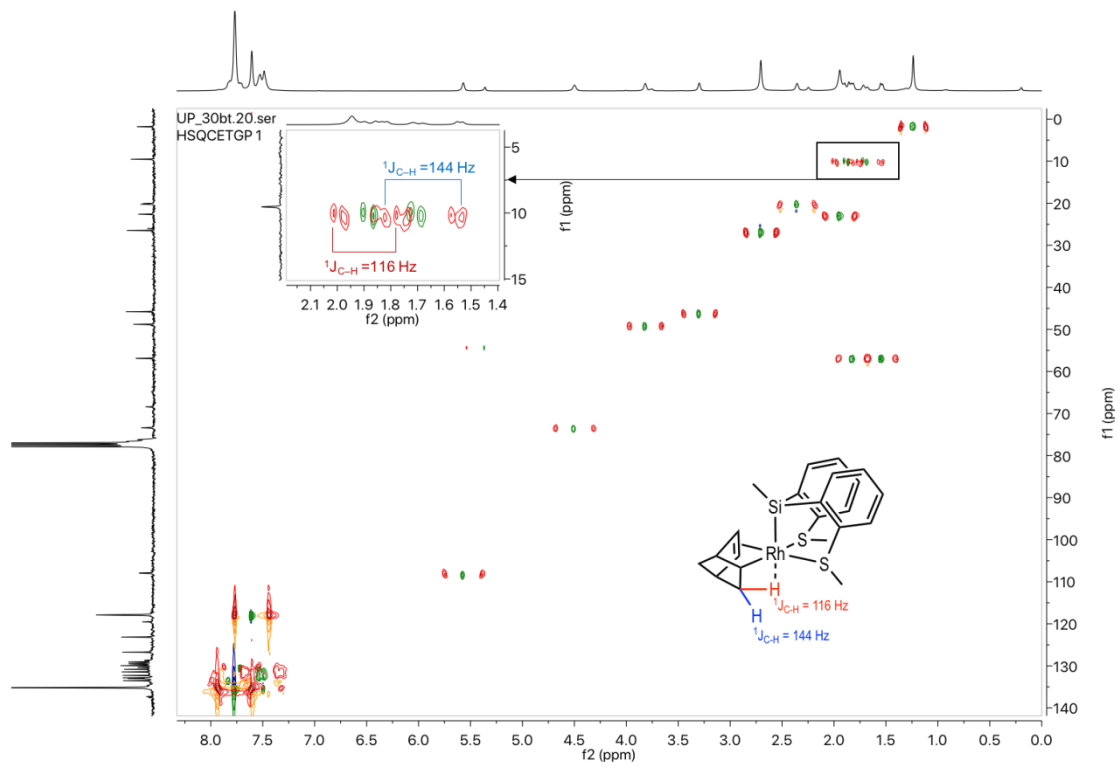 UP_30bt.20.ser
HSQCETGP 1
¹J_C–H =144 Hz
¹J_C–H =116 Hz
5
10
15
f1 (ppm)
2.1 2.0 1.9 1.8 1.7 1.6 1.5 1.4
f2 (ppm)
0
10
20
30
40
50
60
70
80
90
100
110
120
130
140
f1 (ppm)
Si
S
Rh
S
H
¹J_C-H = 116 Hz
H
¹J_C-H = 144 Hz
8.0 7.5 7.0 6.5 6.0 5.5 5.0 4.5 4.0 3.5 3.0 2.5 2.0 1.5 1.0 0.5 0.0
f2 (ppm)